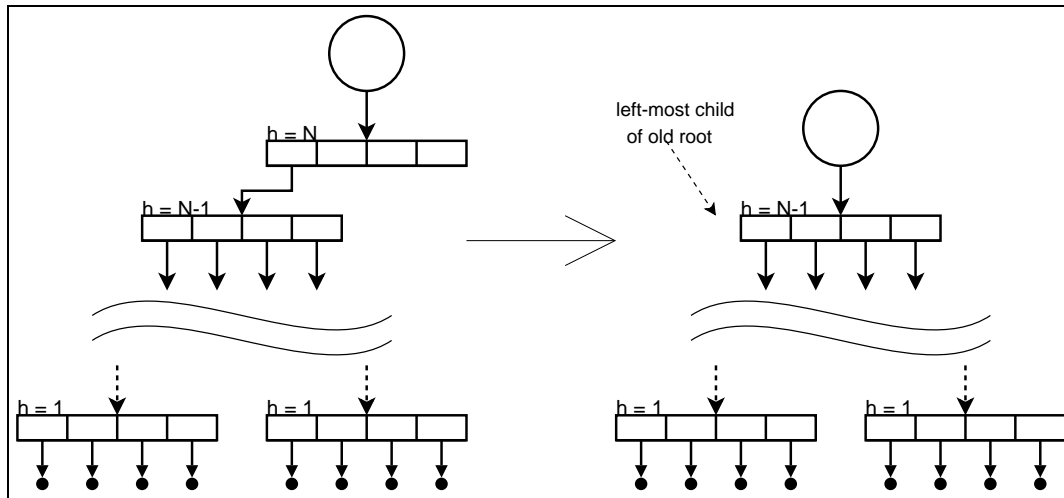 h = N
left-most child
of old root
h = N-1
h = N-1
h = 1
h = 1
h = 1
h = 1